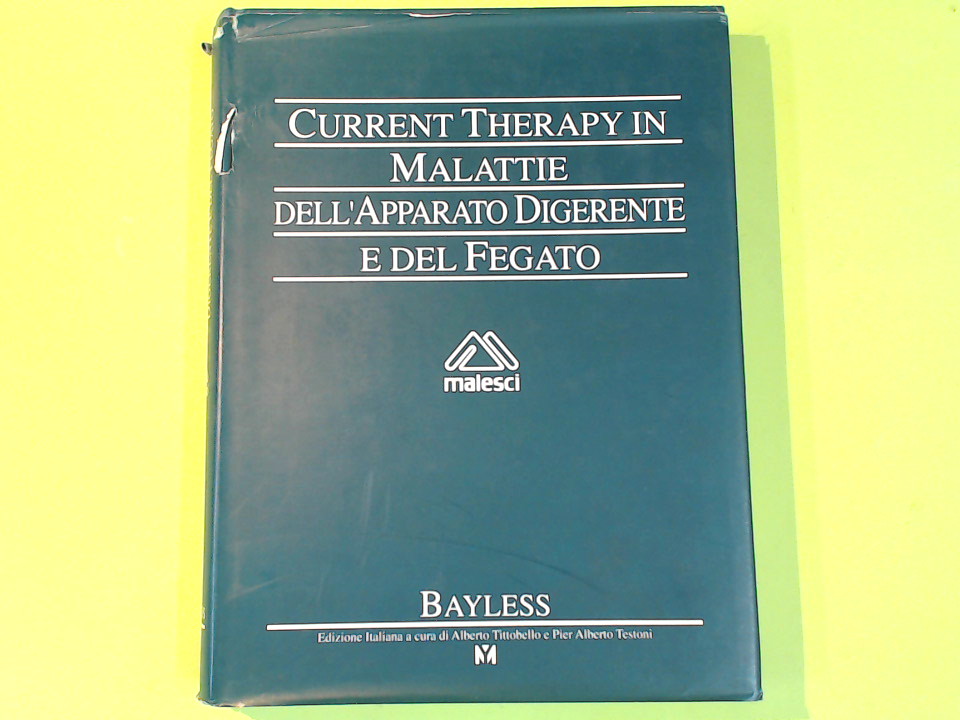 CURRENT THERAPY IN
MALATTIE
DELL'APPARATO DIGERENTE
E DEL FEGATO
malesci
BAYLESS
Edizione Italiana a cura di Alberto Tittobello e Pier Alberto Testoni